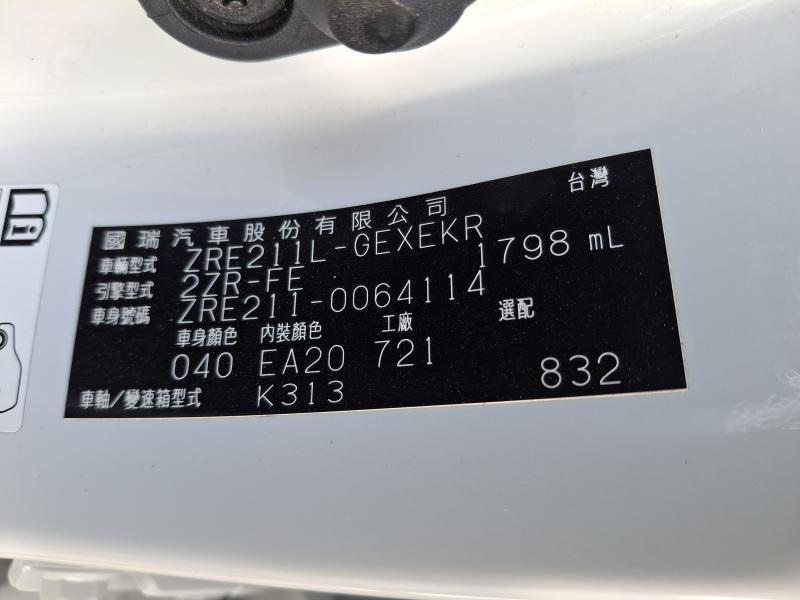 國瑞汽車股份有限公司 台灣
車輛型式 ZRE211L-GEXEKR
引擎型式 2ZR-FE 1798 mL
車身號碼 ZRE211-0064114
車身顏色 內裝顏色 工廠 選配
040 EA20 721
車軸/變速箱型式 K313 832